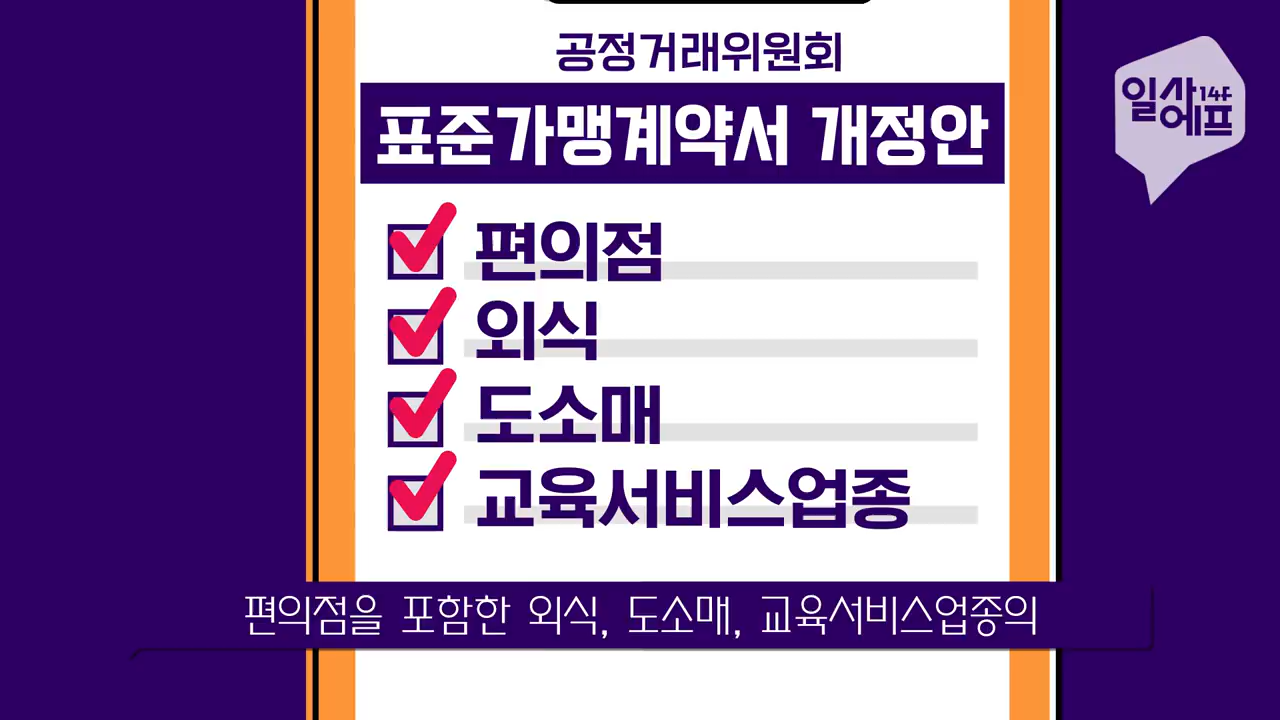 공정거래위원회
표준가맹계약서 개정안
편의점
외식
도소매
교육서비스업종
편의점을 포함한 외식, 도소매, 교육서비스업종의
일사 14F
에프